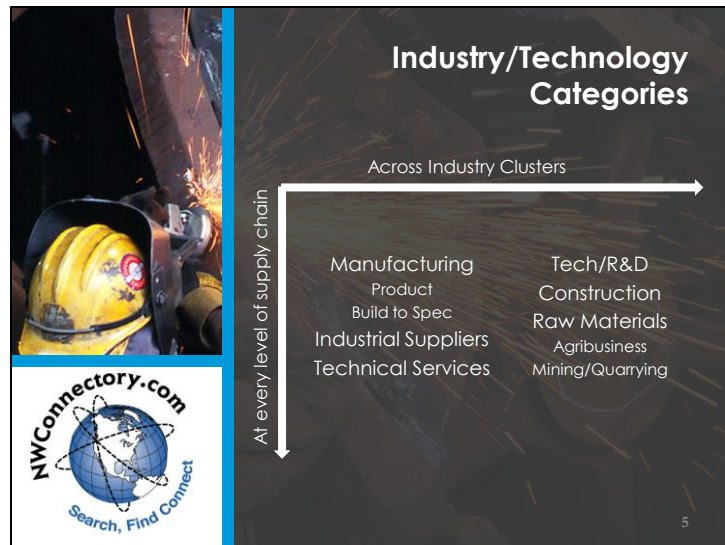 Industry/Technology
Categories
Across Industry Clusters
At every level of supply chain
Manufacturing
Product
Build to Spec
Industrial Suppliers
Technical Services
Tech/R&D
Construction
Raw Materials
Agribusiness
Mining/Quarrying
NWConnectory.com
Search, Find Connect
5